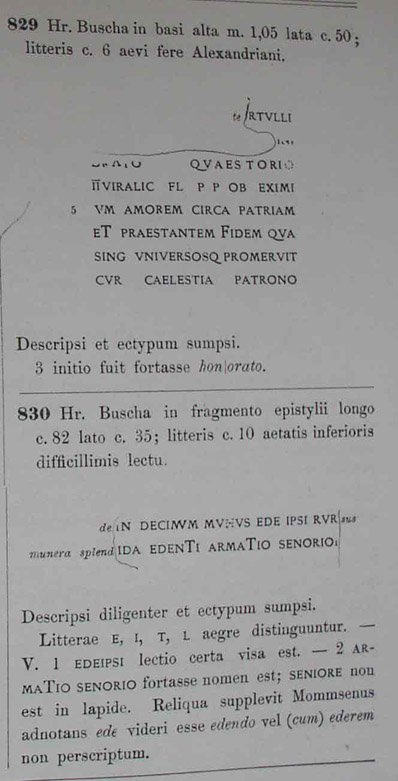 829 Hr. Buscha in basi alta m. 1,05 lata c. 50;
litteris c. 6 aevi fere Alexandriani.
te RTVLLI
QVAESTORIO
IIVIRALIC FL P P OB EXIMI
5 VM AMOREM CIRCA PATRIAM
ET PRAESTANTEM FIDEM QVA
SING VNIVERSOSQ PROMERVIT
CVR CAELESTIA PATRONO
Descripsi et ectypum sumpsi.
3 initio fuit fortasse hon|orato.
830 Hr. Buscha in fragmento epistylii longo
c. 82 lato c. 35; litteris c. 10 aetatis inferioris
difficillimis lectu.
de IN DECIMVM MVNVS EDE IPSI RVR sus
munera splend IDA EDENTI ARMATIO SENORIO
Descripsi diligenter et ectypum sumpsi.
Litterae E, I, T, L aegre distinguuntur. —
V. 1 EDEIPSI lectio certa visa est. — 2 AR-
MATIO SENORIO fortasse nomen est; SENIORE non
est in lapide. Reliqua supplevit Mommsenus
adnotans ede videri esse edendo vel (cum) ederem
non perscriptum.